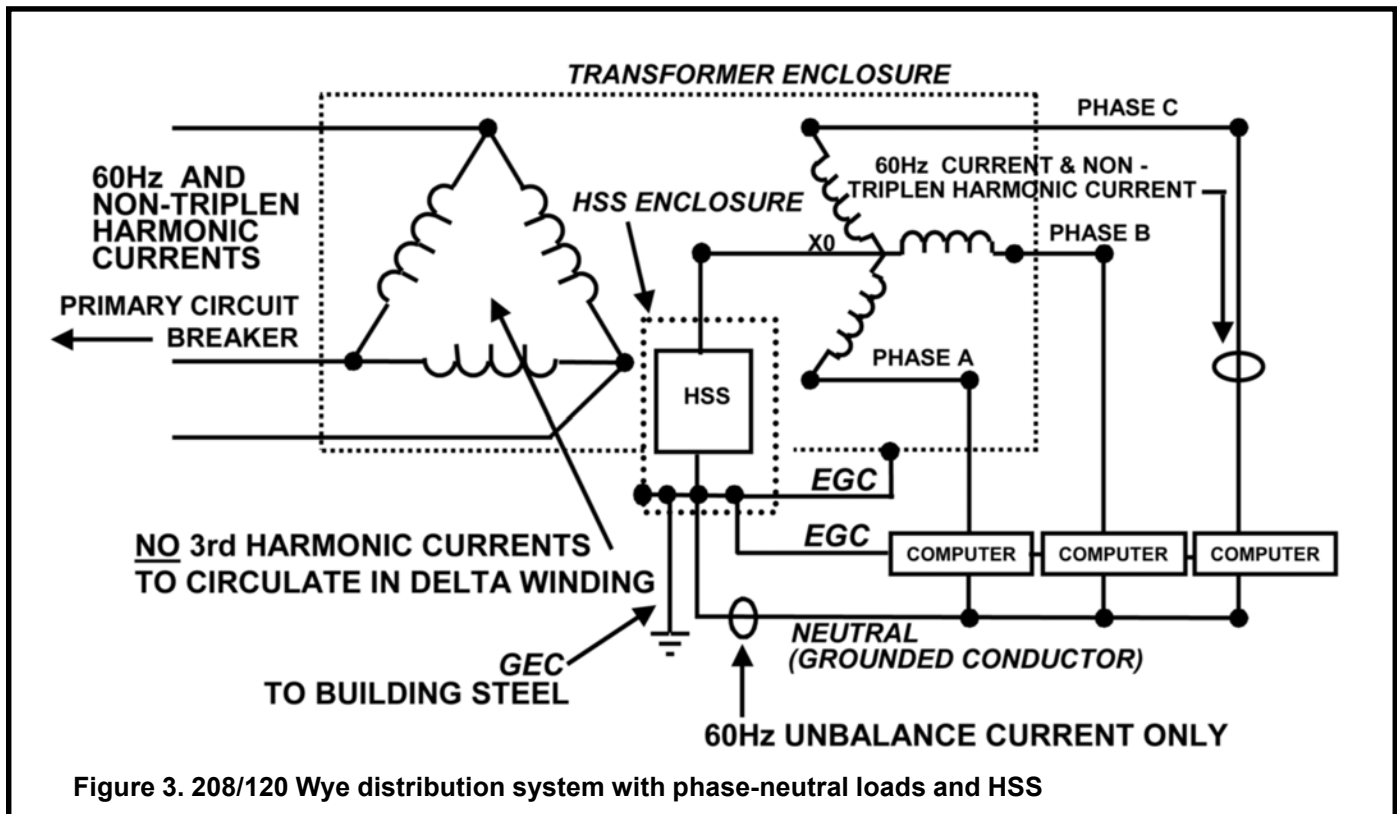 TRANSFORMER ENCLOSURE
PHASE C
60Hz AND
NON-TRIPLEN
HARMONIC
CURRENTS
60Hz CURRENT & NON -
TRIPLEN HARMONIC CURRENT
HSS ENCLOSURE
X0
PHASE B
PRIMARY CIRCUIT
BREAKER
PHASE A
HSS
EGC
EGC
COMPUTER
COMPUTER
COMPUTER
NO 3rd HARMONIC CURRENTS
TO CIRCULATE IN DELTA WINDING
NEUTRAL
(GROUNDED CONDUCTOR)
GEC
TO BUILDING STEEL
60Hz UNBALANCE CURRENT ONLY
Figure 3. 208/120 Wye distribution system with phase-neutral loads and HSS